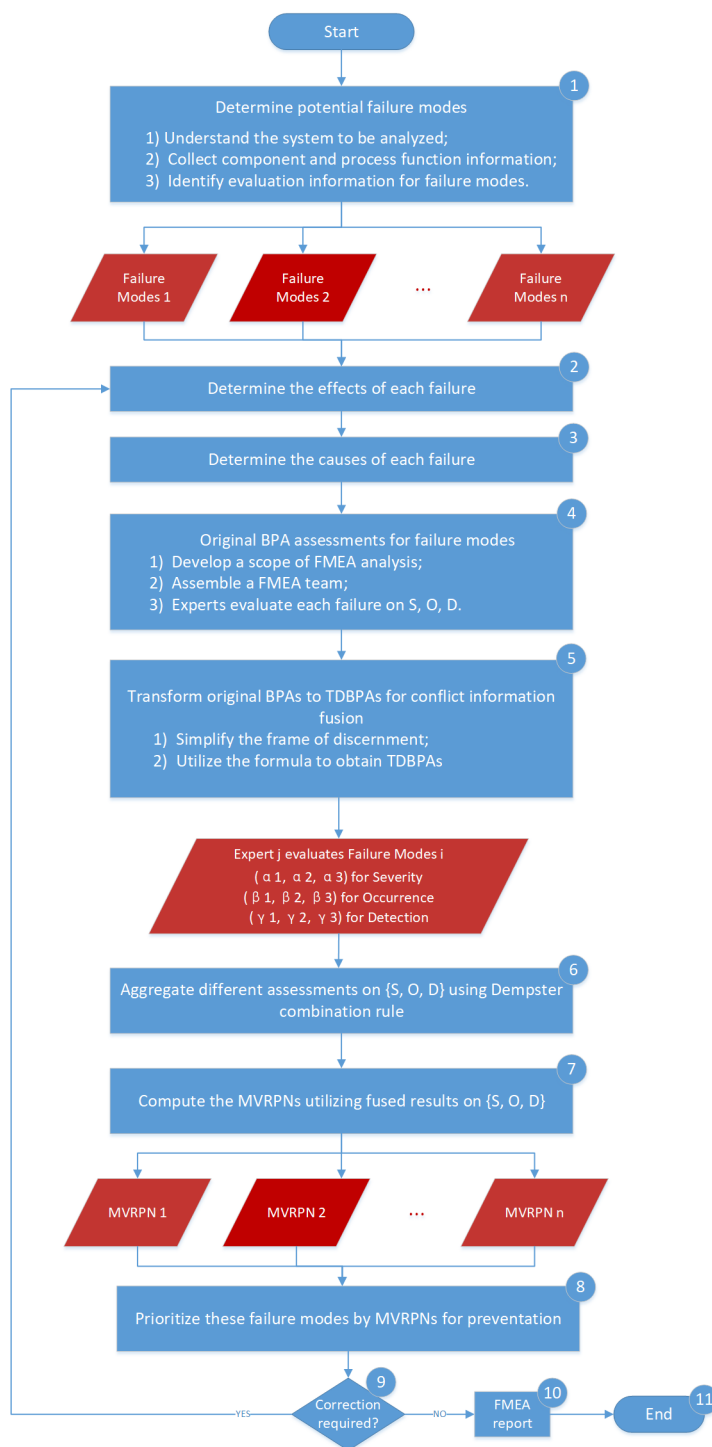 Start
1
Determine potential failure modes
1) Understand the system to be analyzed;
2) Collect component and process function information;
3) Identify evaluation information for failure modes.
Failure
Modes 1
Failure
Modes 2
...
Failure
Modes n
2
Determine the effects of each failure
3
Determine the causes of each failure
4
Original BPA assessments for failure modes
1) Develop a scope of FMEA analysis;
2) Assemble a FMEA team;
3) Experts evaluate each failure on S, O, D.
5
Transform original BPAs to TDBPAs for conflict information
fusion
1) Simplify the frame of discernment;
2) Utilize the formula to obtain TDBPAs
Expert j evaluates Failure Modes i
( α 1, α 2, α 3) for Severity
( β 1, β 2, β 3) for Occurrence
( γ 1, γ 2, γ 3) for Detection
6
Aggregate different assessments on {S, O, D} using Dempster
combination rule
7
Compute the MVRPNs utilizing fused results on {S, O, D}
MVRPN 1
MVRPN 2
...
MVRPN n
8
Prioritize these failure modes by MVRPNs for preventation
9
Correction
required?
YES
NO
10
FMEA
report
11
End